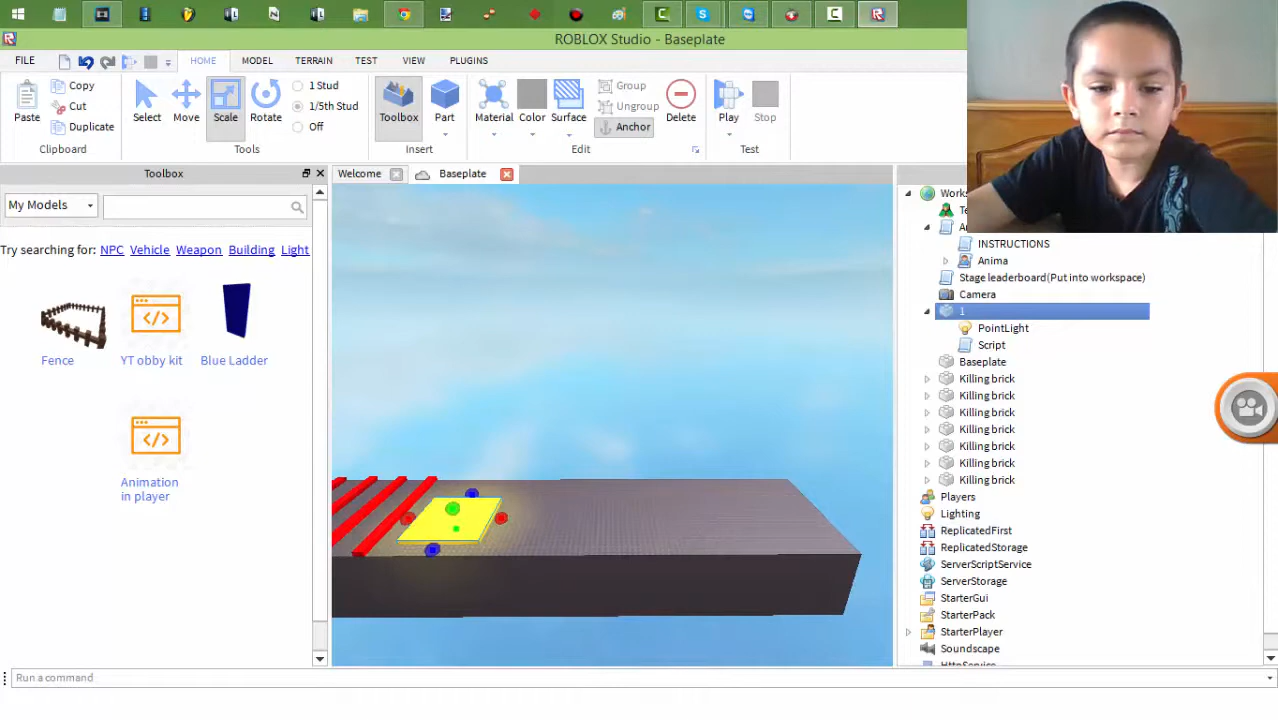 ROBLOX Studio - Baseplate
FILE
HOME
MODEL
TERRAIN
TEST
INSERT
VIEW
PLUGINS
Paste
Copy
Cut
Duplicate
Clipboard
Select
Move
Scale
Rotate
1 Stud
1/5th Stud
Off
Tools
Toolbox
Part
Insert
Material
Color
Surface
Group
Ungroup
Anchor
Delete
Edit
Play
Stop
Test
Toolbox
Welcome
Baseplate
My Models
Try searching for: NPC Vehicle Weapon Building Light
Fence
YT obby kit
Blue Ladder
Animation
in player
INSTRUCTIONS
Anima
Stage leaderboard(Put into workspace)
Camera
1
PointLight
Script
Baseplate
Killing brick
Killing brick
Killing brick
Killing brick
Killing brick
Killing brick
Killing brick
Players
Lighting
ReplicatedFirst
ReplicatedStorage
ServerScriptService
ServerStorage
StarterGui
StarterPack
StarterPlayer
Soundscape
HttpService
Run a command